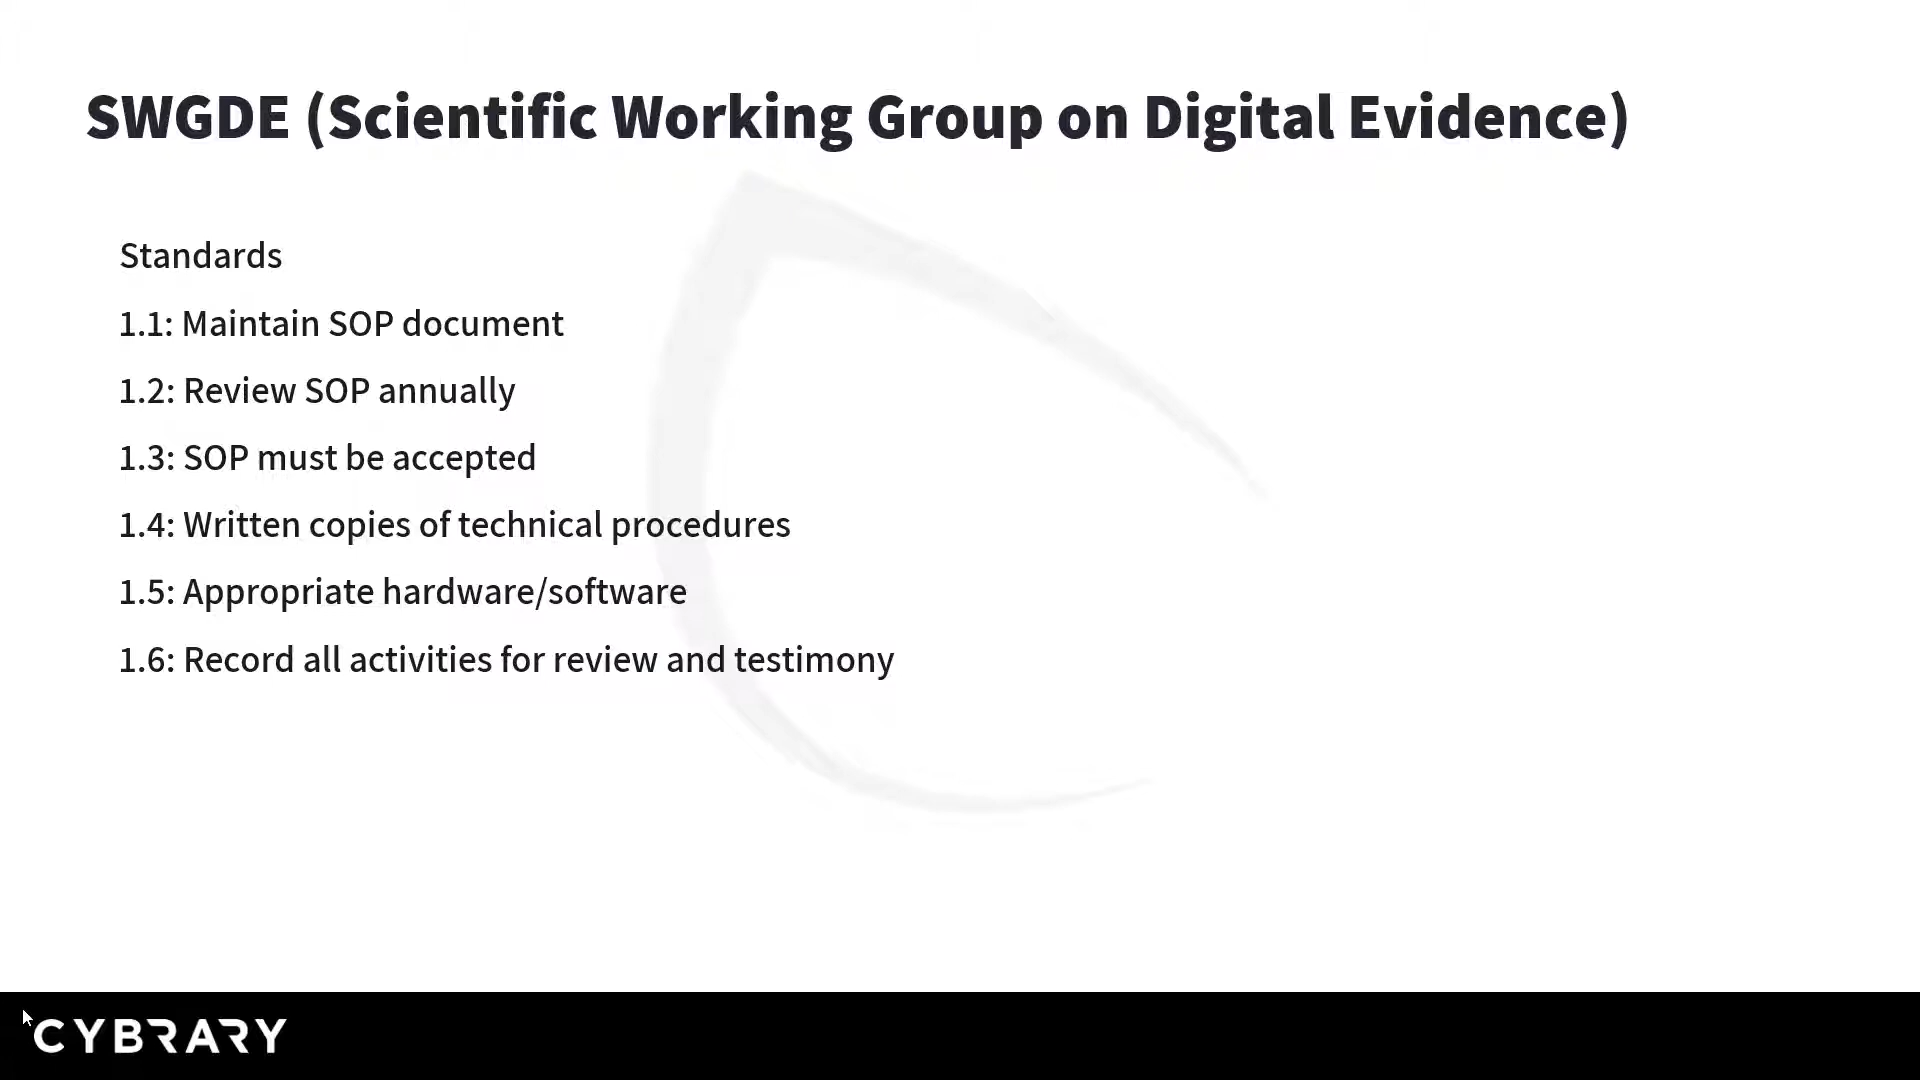 SWGDE (Scientific Working Group on Digital Evidence)
Standards
1.1: Maintain SOP document
1.2: Review SOP annually
1.3: SOP must be accepted
1.4: Written copies of technical procedures
1.5: Appropriate hardware/software
1.6: Record all activities for review and testimony
CYBRARY